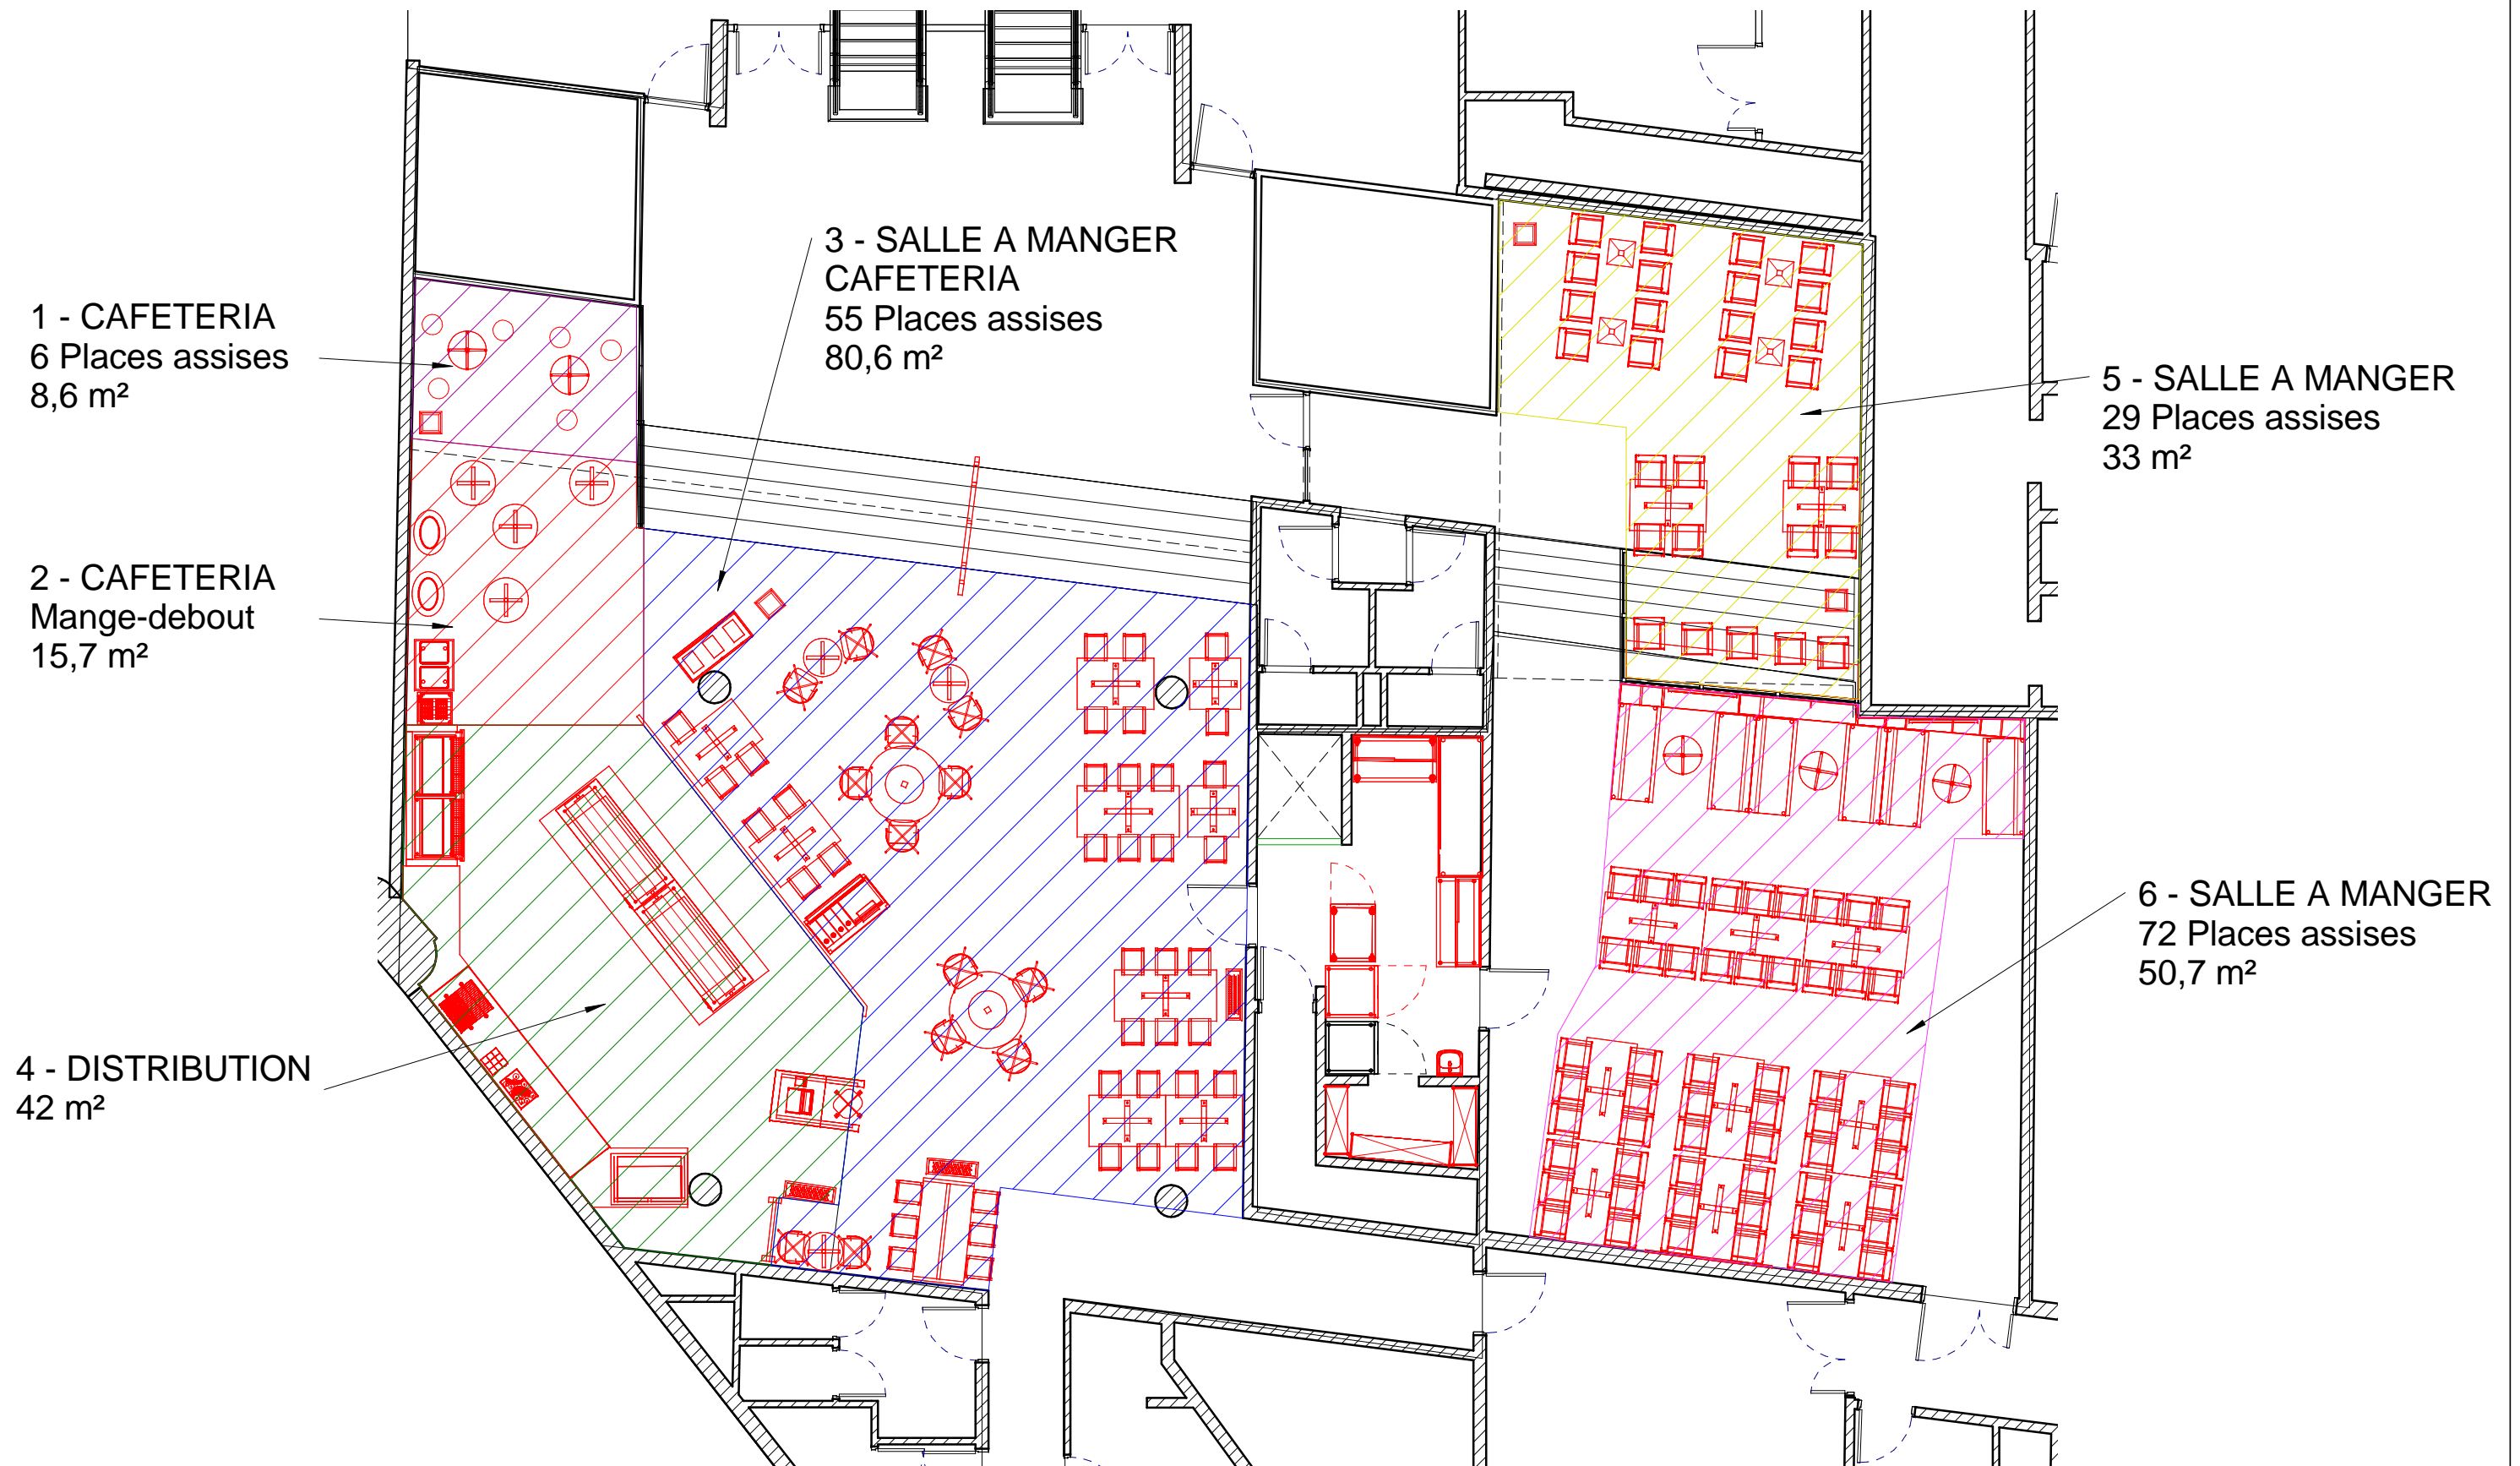 1 - CAFETERIA
6 Places assises
8,6 m²
2 - CAFETERIA
Mange-debout
15,7 m²
3 - SALLE A MANGER
CAFETERIA
55 Places assises
80,6 m²
4 - DISTRIBUTION
42 m²
5 - SALLE A MANGER
29 Places assises
33 m²
6 - SALLE A MANGER
72 Places assises
50,7 m²